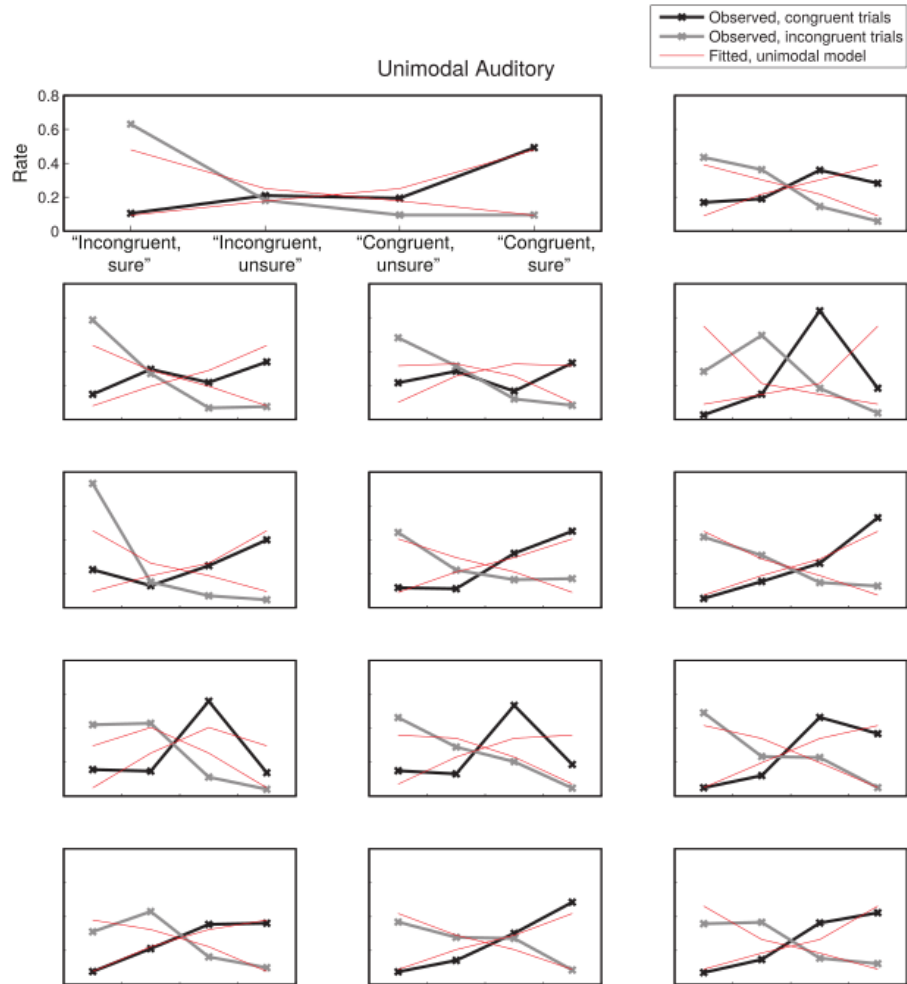 Observed, congruent trials
Observed, incongruent trials
Fitted, unimodal model
Unimodal Auditory
0.8
0.6
0.4
0.2
0
Rate
“Incongruent, sure”
“Incongruent, unsure”
“Congruent, unsure”
“Congruent, sure”